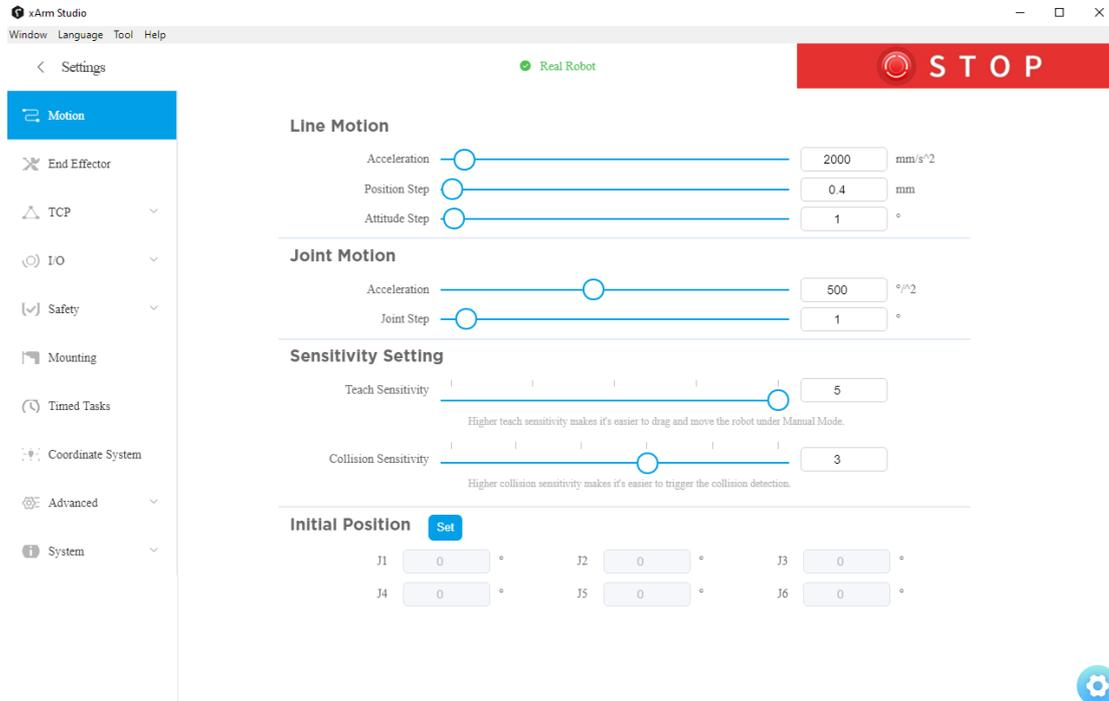 xArm Studio
Window Language Tool Help
Settings
Real Robot
STOP
Motion
End Effector
TCP
I/O
Safety
Mounting
Timed Tasks
Coordinate System
Advanced
System
Line Motion
Acceleration 2000 mm/s^2
Position Step 0.4 mm
Attitude Step 1 °
Joint Motion
Acceleration 500 °/^2
Joint Step 1 °
Sensitivity Setting
Teach Sensitivity 5
Higher teach sensitivity makes it's easier to drag and move the robot under Manual Mode.
Collision Sensitivity 3
Higher collision sensitivity makes it's easier to trigger the collision detection.
Initial Position Set
J1 0 ° J2 0 ° J3 0 °
J4 0 ° J5 0 ° J6 0 °